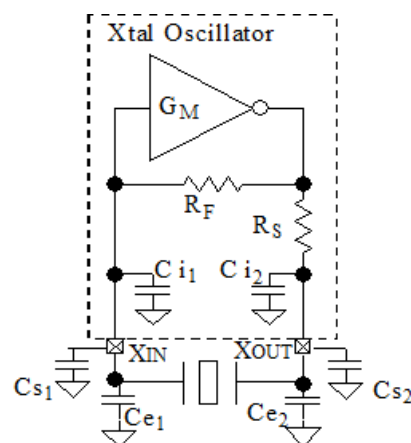 Xtal Oscillator
GM
RF
RS
Ci1
Ci2
XIN
XOUT
Cs1
Cs2
Ce1
Ce2